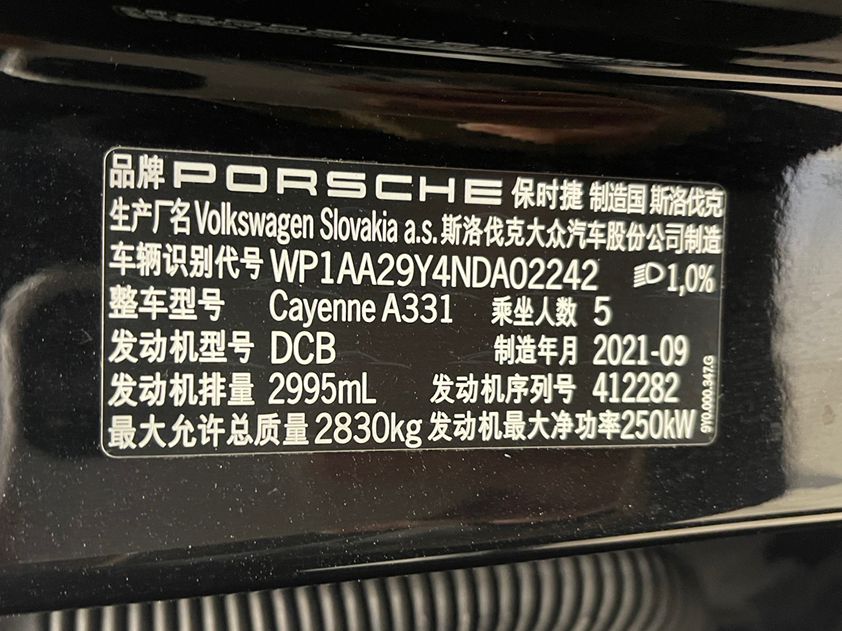 品牌 PORSCHE 保时捷 制造国 斯洛伐克
生产厂名 Volkswagen Slovakia a.s. 斯洛伐克大众汽车股份公司制造
车辆识别代号 WP1AA29Y4NDA02242 1,0%
整车型号 Cayenne A331 乘坐人数 5
发动机型号 DCB 制造年月 2021-09
发动机排量 2995mL 发动机序列号 412282
最大允许总质量 2830kg 发动机最大净功率 250kW
9Y0.000.347.G